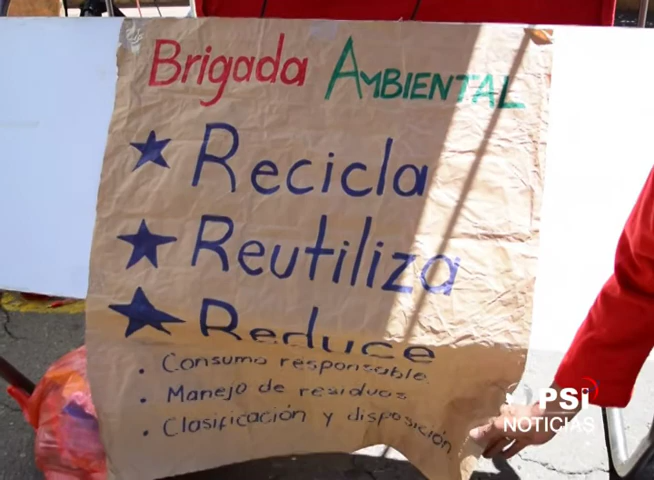 Brigada AMBIENTAL
★ Recicla
★ Reutiliza
★ Reduce
• Consumo responsable
• Manejo de residuos
• Clasificación y disposición
PSi
NOTICIAS